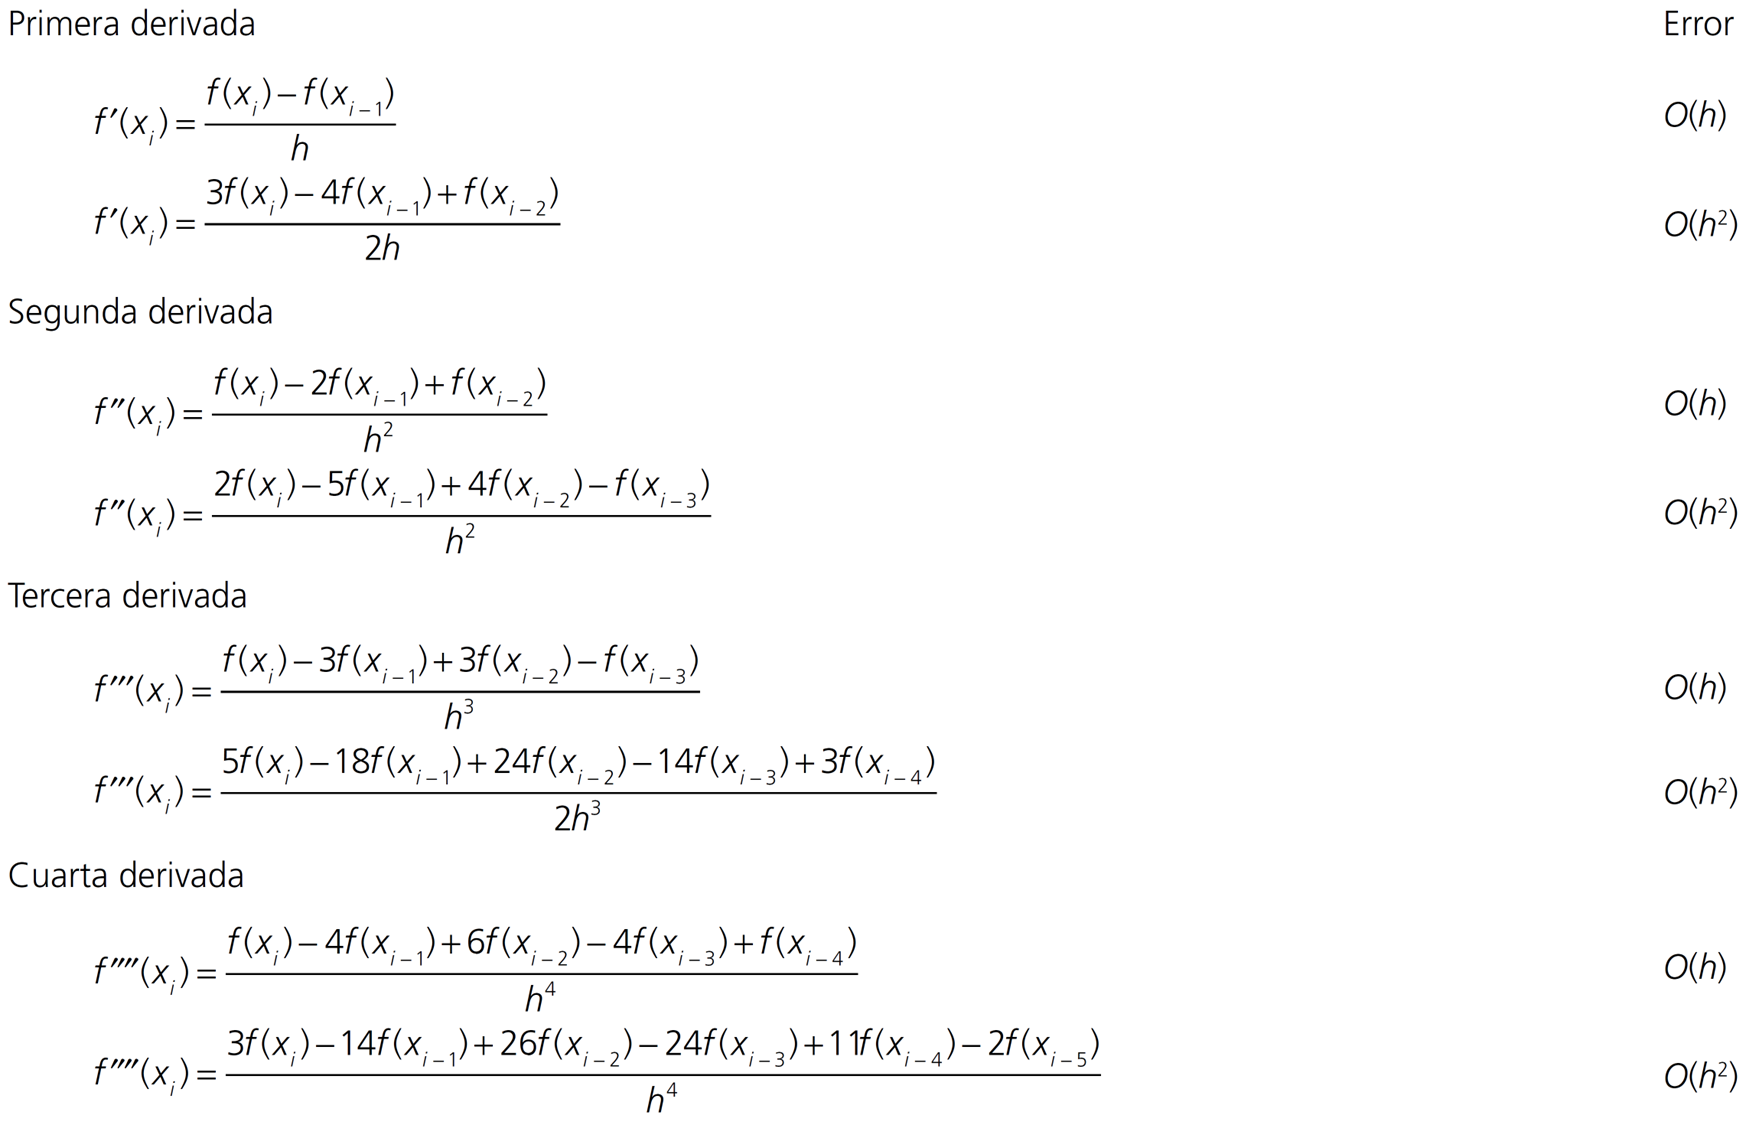 Primera derivada Error
f′(xᵢ) = (f(xᵢ) – f(xᵢ₋₁)) / h O(h)
f′(xᵢ) = (3f(xᵢ) – 4f(xᵢ₋₁) + f(xᵢ₋₂)) / 2h O(h²)
Segunda derivada
f″(xᵢ) = (f(xᵢ) – 2f(xᵢ₋₁) + f(xᵢ₋₂)) / h² O(h)
f″(xᵢ) = (2f(xᵢ) – 5f(xᵢ₋₁) + 4f(xᵢ₋₂) – f(xᵢ₋₃)) / h² O(h²)
Tercera derivada
f‴(xᵢ) = (f(xᵢ) – 3f(xᵢ₋₁) + 3f(xᵢ₋₂) – f(xᵢ₋₃)) / h³ O(h)
f‴(xᵢ) = (5f(xᵢ) – 18f(xᵢ₋₁) + 24f(xᵢ₋₂) – 14f(xᵢ₋₃) + 3f(xᵢ₋₄)) / 2h³ O(h²)
Cuarta derivada
f⁗(xᵢ) = (f(xᵢ) – 4f(xᵢ₋₁) + 6f(xᵢ₋₂) – 4f(xᵢ₋₃) + f(xᵢ₋₄)) / h⁴ O(h)
f⁗(xᵢ) = (3f(xᵢ) – 14f(xᵢ₋₁) + 26f(xᵢ₋₂) – 24f(xᵢ₋₃) + 11f(xᵢ₋₄) – 2f(xᵢ₋₅)) / h⁴ O(h²)